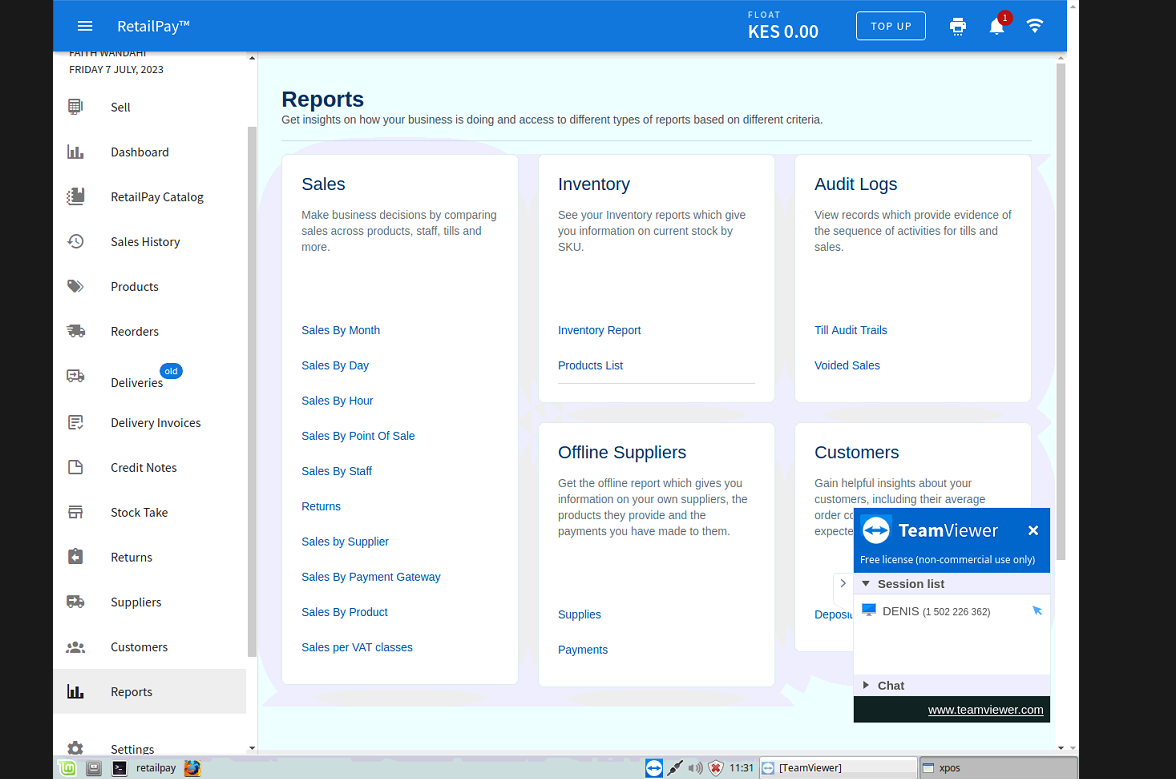 RetailPay™
FLOAT
KES 0.00
TOP UP
1
FAITH WANDAHI
FRIDAY 7 JULY, 2023
Sell
Dashboard
RetailPay Catalog
Sales History
Products
Reorders
Deliveries
old
Delivery Invoices
Credit Notes
Stock Take
Returns
Suppliers
Customers
Reports
Settings
Reports
Get insights on how your business is doing and access to different types of reports based on different criteria.
Sales
Make business decisions by comparing
sales across products, staff, tills and
more.
Sales By Month
Sales By Day
Sales By Hour
Sales By Point Of Sale
Sales By Staff
Returns
Sales by Supplier
Sales By Payment Gateway
Sales By Product
Sales per VAT classes
Inventory
See your Inventory reports which give
you information on current stock by
SKU.
Inventory Report
Products List
Audit Logs
View records which provide evidence of
the sequence of activities for tills and
sales.
Till Audit Trails
Voided Sales
Offline Suppliers
Get the offline report which gives you
information on your own suppliers, the
products they provide and the
payments you have made to them.
Supplies
Payments
Customers
Gain helpful insights about your
customers, including their average
order co
expecte
Deposi
TeamViewer
Free license (non-commercial use only)
Session list
DENIS (1 502 226 362)
Chat
www.teamviewer.com
retailpay
11:31
[TeamViewer]
xpos